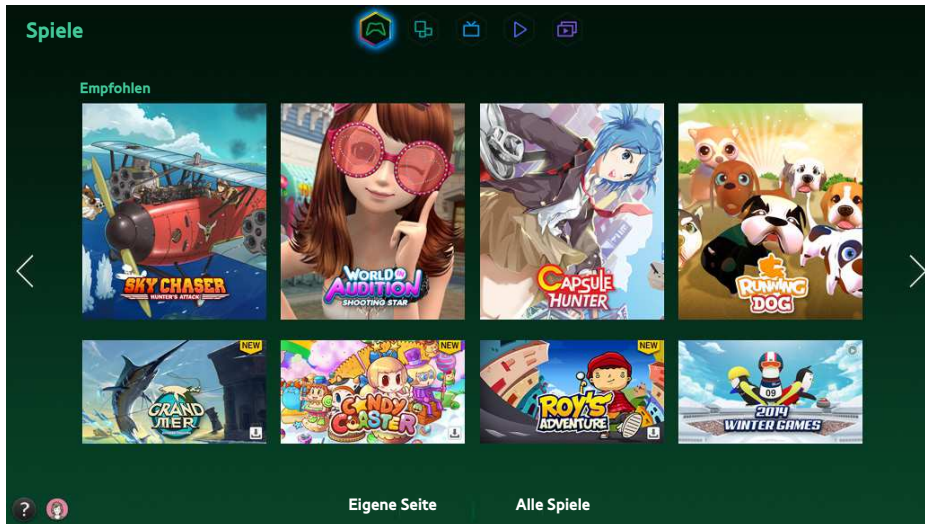 Spiele
Empfohlen
SKY CHASER
HUNTER'S ATTACK!
WORLD IN
AUDITION
SHOOTING STAR
CAPSULE
HUNTER
RUNNING
DOG
NEW
GRAND
MER
NEW
CANDY
COASTER
NEW
ROY'S
ADVENTURE
09
2014
WINTER GAMES
?
Eigene Seite
Alle Spiele